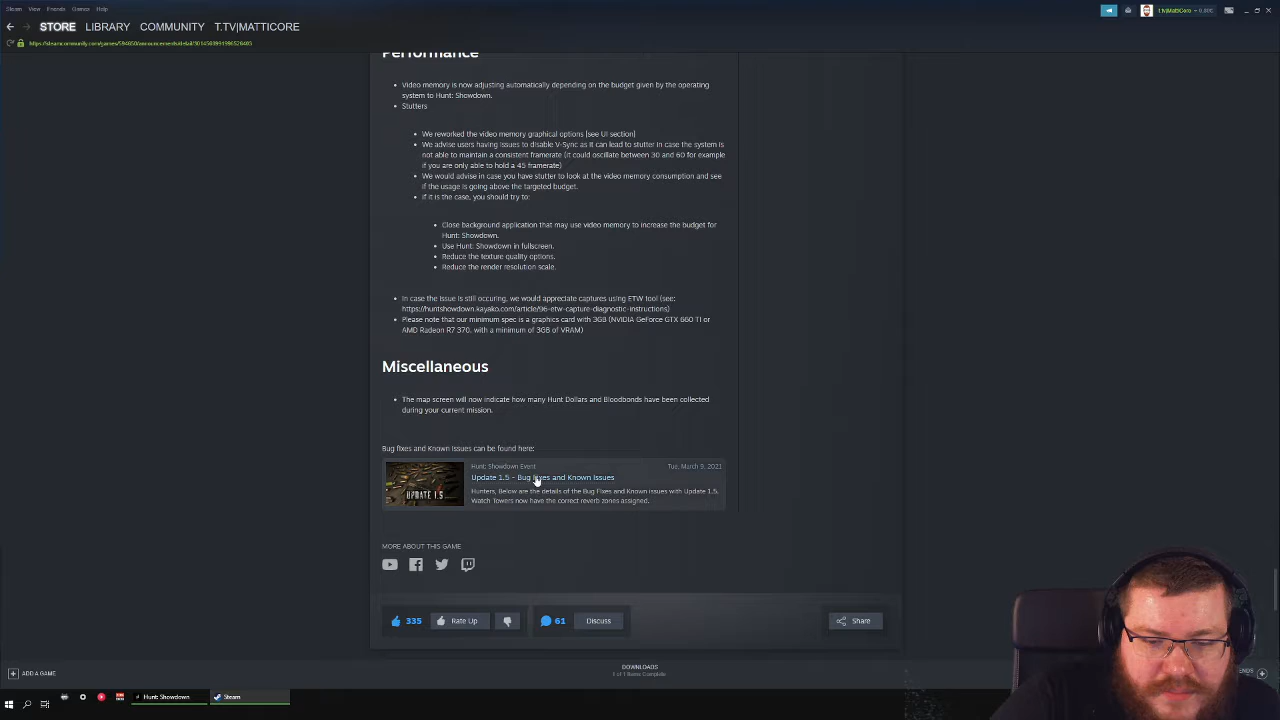 Steam View Friends Games Help
t.tv|MattiCore
STORE LIBRARY COMMUNITY T.TV|MATTICORE
Performance
Video memory is now adjusting automatically depending on the budget given by the operating
system to Hunt: Showdown.
Stutters
We reworked the video memory graphical options (see UI section)
We advise users having issues to disable V-Sync as it can lead to stutter in case the system is
not able to maintain a consistent framerate (it could oscillate between 30 and 60 for example
if you are only able to hold a 45 framerate)
We would advise in case you have stutter to look at the video memory consumption and see
if the usage is going above the targeted budget.
If it is the case, you should try to:
Close background application that may use video memory to increase the budget for
Hunt: Showdown.
Use Hunt: Showdown in fullscreen.
Reduce the texture quality options.
Reduce the render resolution scale.
In case the issue is still occuring, we would appreciate captures using ETW tool (see:
https://huntshowdown.kayako.com/article/96-etw-capture-diagnostic-instructions)
Please note that our minimum spec is a graphics card with 3GB (NVIDIA GeForce GTX 660 TI or
AMD Radeon R7 370, with a minimum of 3GB of VRAM)
Miscellaneous
The map screen will now indicate how many Hunt Dollars and Bloodbonds have been collected
during your current mission.
Bug fixes and Known Issues can be found here:
Hunt: Showdown Event Tue, March 9, 2021
UPDATE 1.5
Update 1.5 - Bug Fixes and Known Issues
Hunters, Below are the details of the Bug Fixes and Known issues with Update 1.5.
Watch Towers now have the correct reverb zones assigned.
MORE ABOUT THIS GAME
335 Rate Up 61 Discuss Share
DOWNLOADS
1 of 1 Items Complete
ADD A GAME
Hunt: Showdown Steam